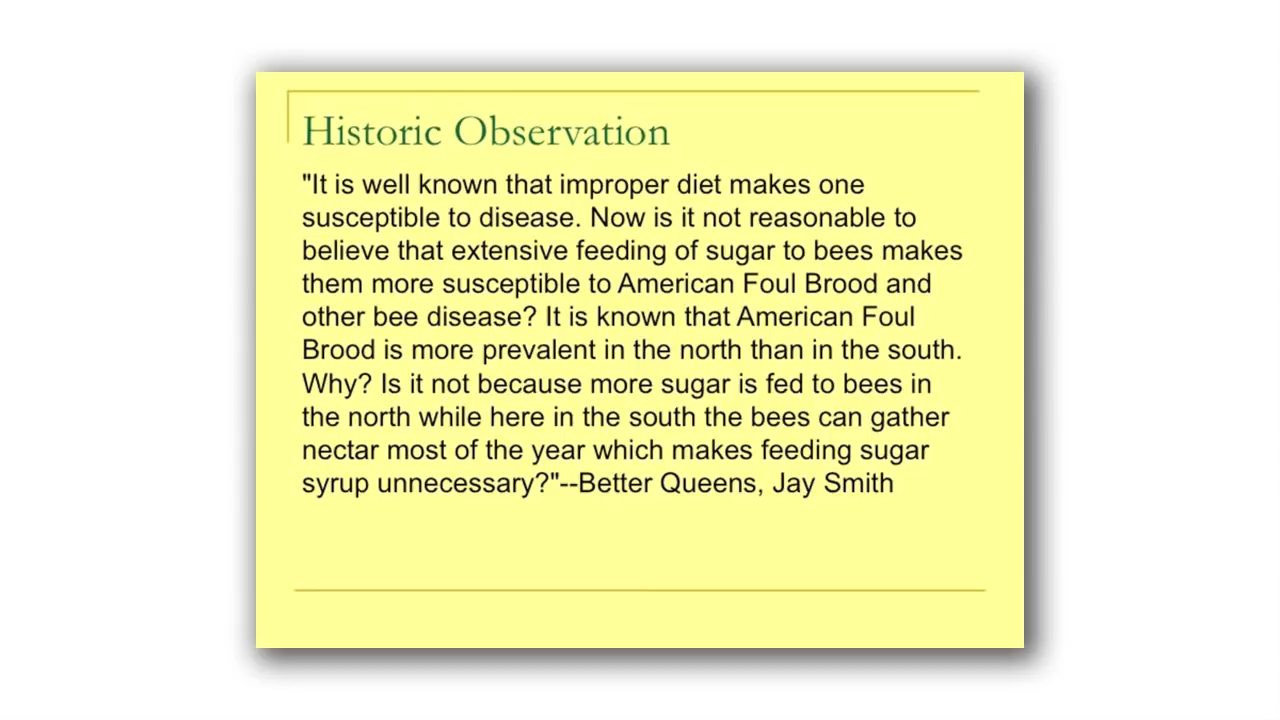 Historic Observation
"It is well known that improper diet makes one
susceptible to disease. Now is it not reasonable to
believe that extensive feeding of sugar to bees makes
them more susceptible to American Foul Brood and
other bee disease? It is known that American Foul
Brood is more prevalent in the north than in the south.
Why? Is it not because more sugar is fed to bees in
the north while here in the south the bees can gather
nectar most of the year which makes feeding sugar
syrup unnecessary?"--Better Queens, Jay Smith